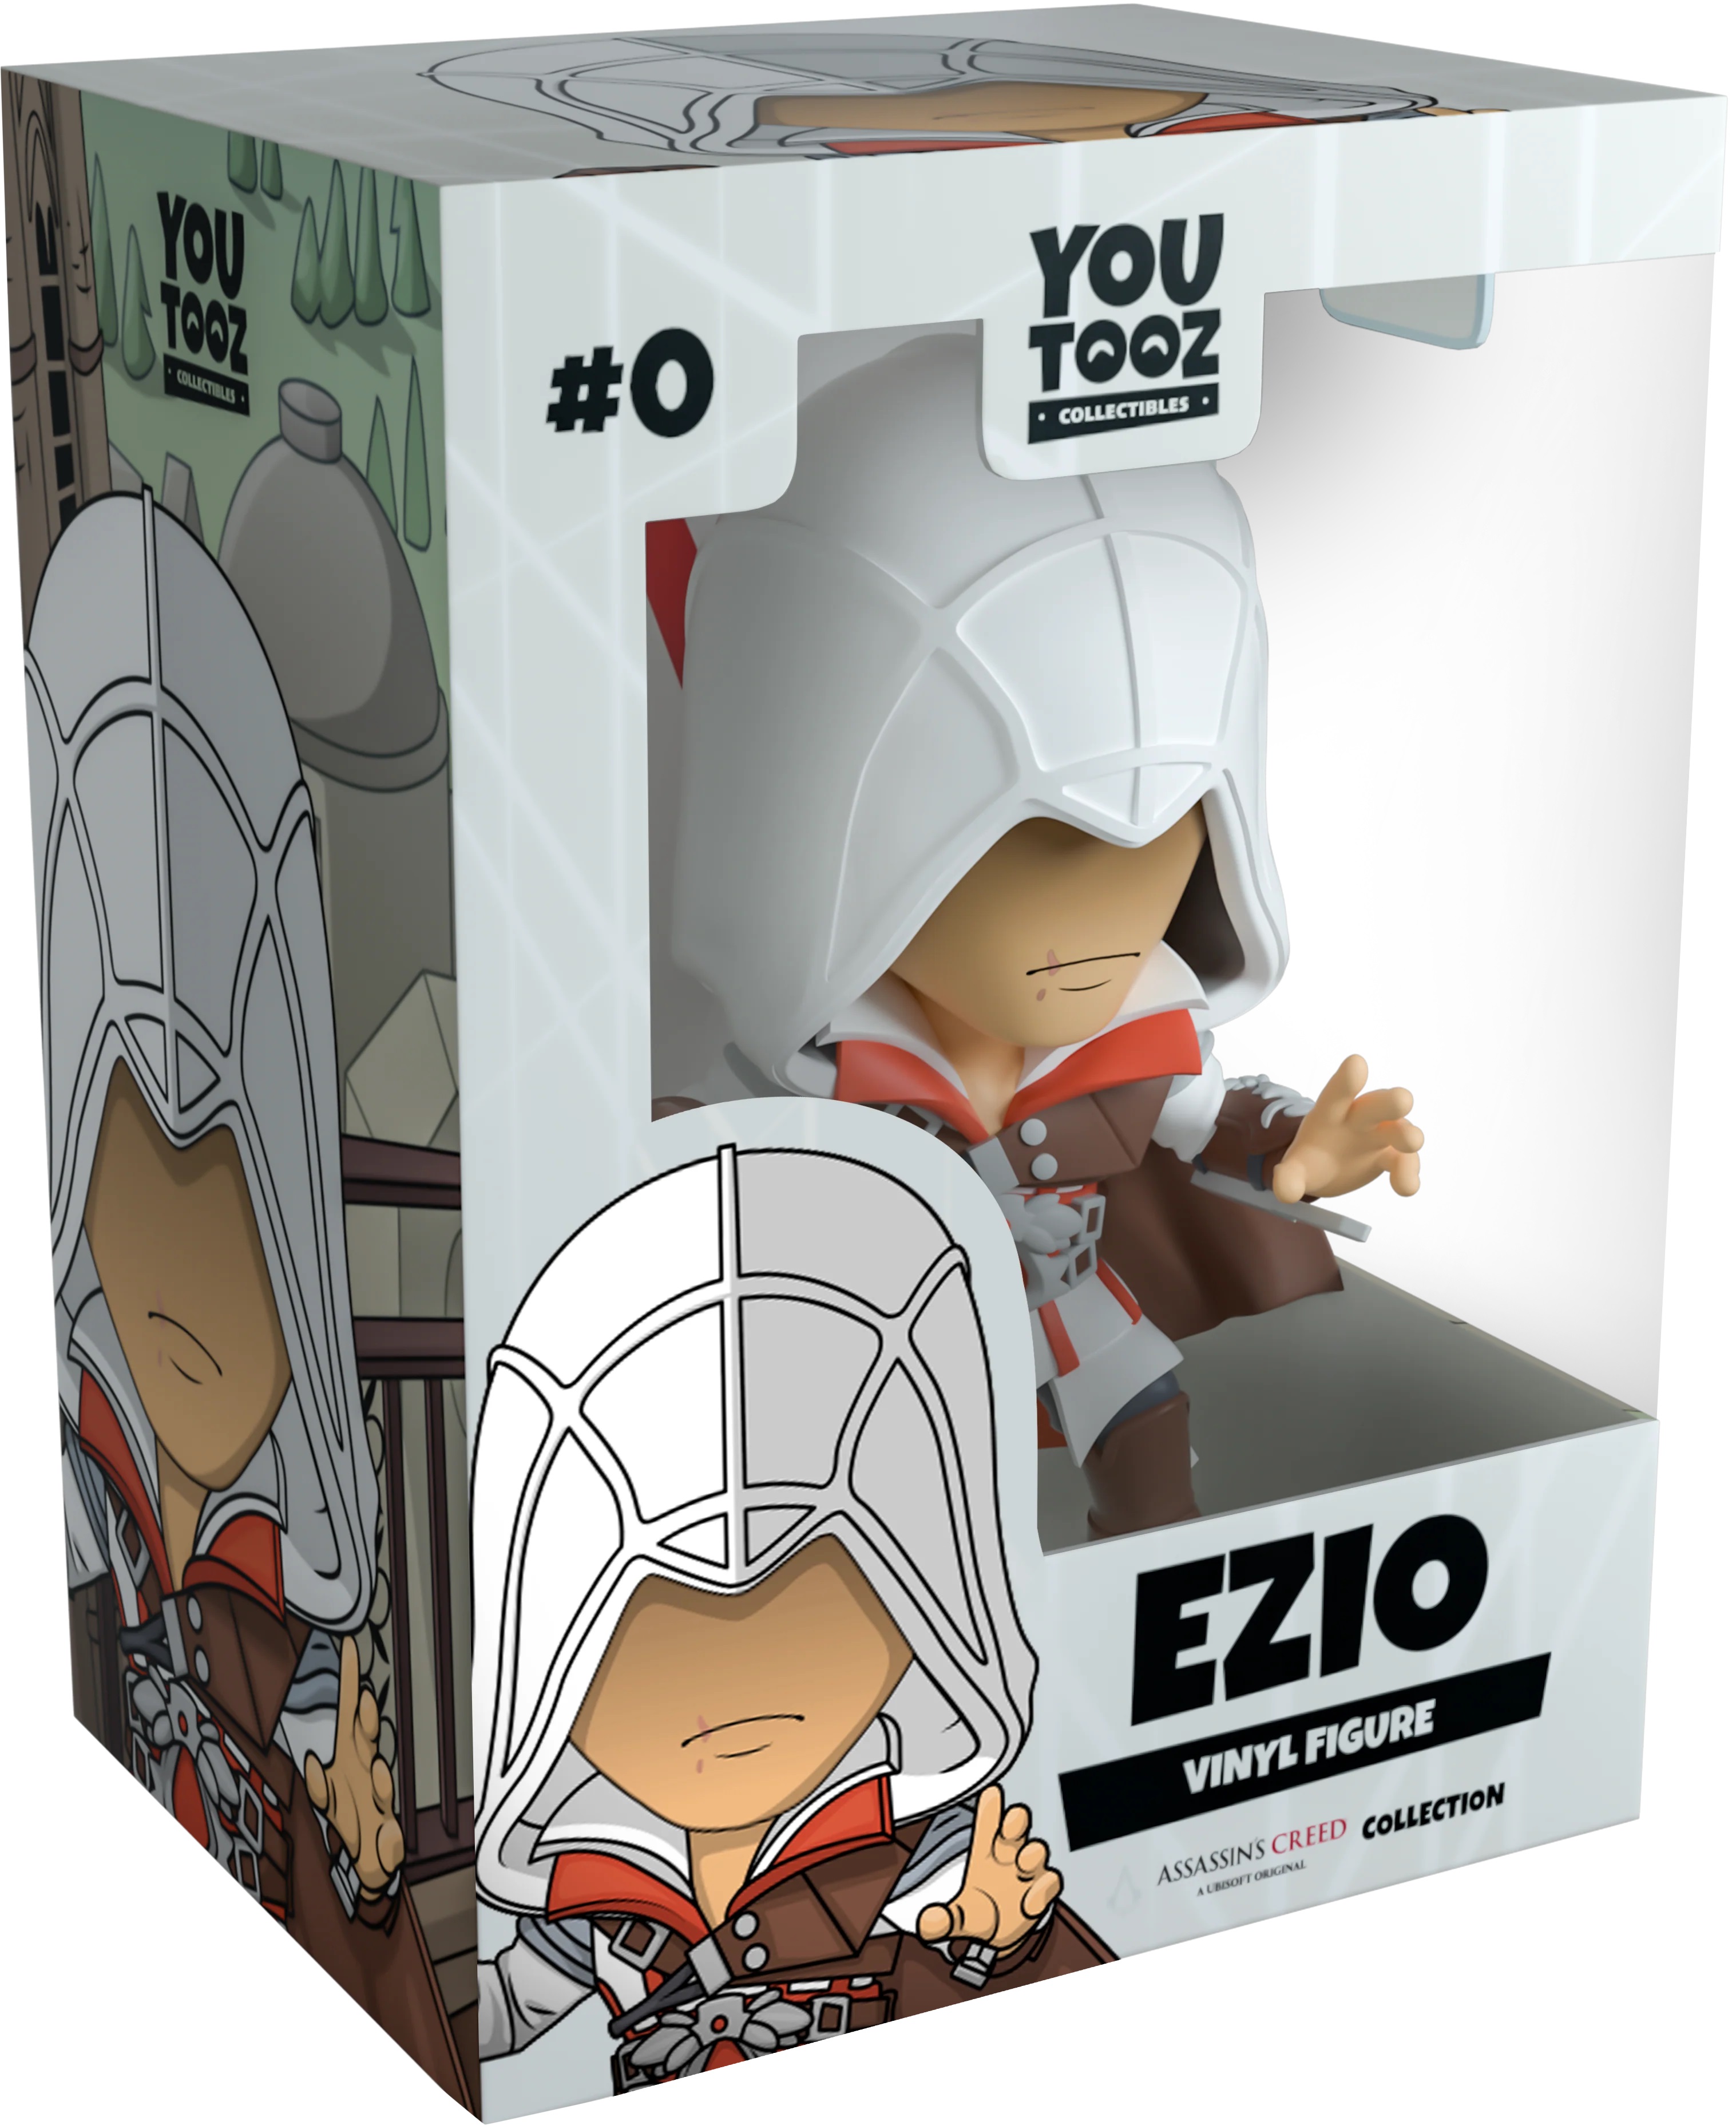 YOU
TOOZ
· COLLECTIBLES ·
#0
YOU
TOOZ
· COLLECTIBLES ·
EZIO
VINYL FIGURE
ASSASSIN'S CREED COLLECTION
A UBISOFT ORIGINAL